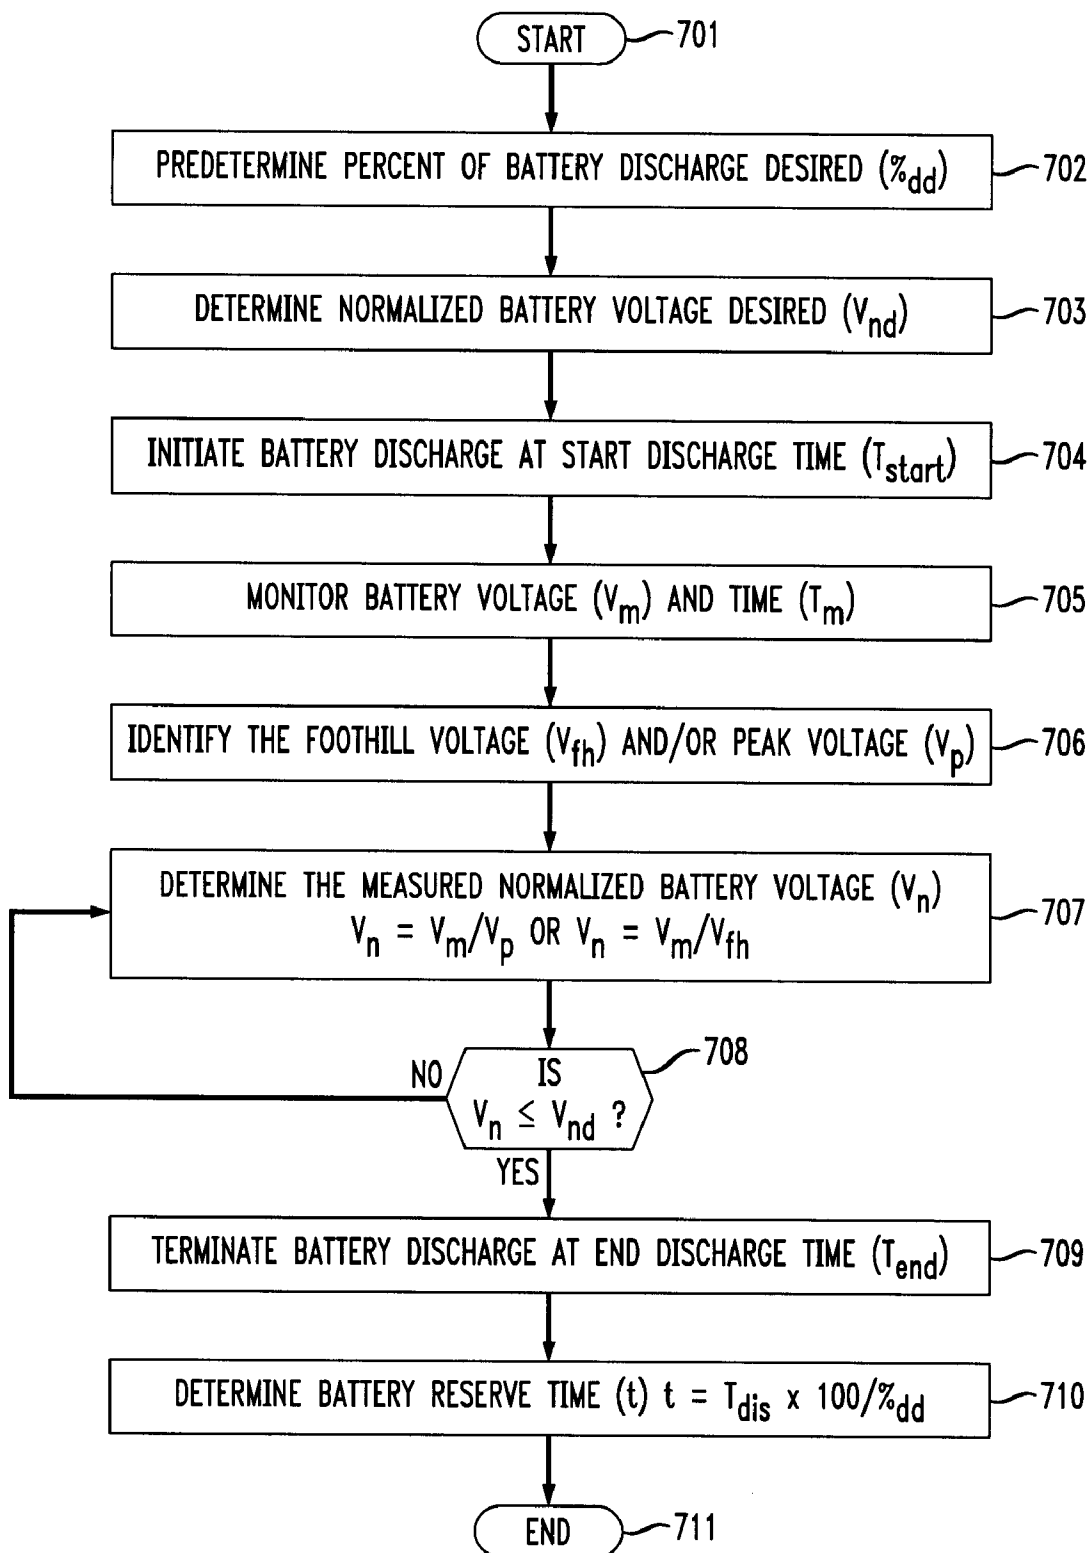 START 701
PREDETERMINE PERCENT OF BATTERY DISCHARGE DESIRED (%dd) 702
DETERMINE NORMALIZED BATTERY VOLTAGE DESIRED (Vnd) 703
INITIATE BATTERY DISCHARGE AT START DISCHARGE TIME (Tstart) 704
MONITOR BATTERY VOLTAGE (Vm) AND TIME (Tm) 705
IDENTIFY THE FOOTHILL VOLTAGE (Vfh) AND/OR PEAK VOLTAGE (Vp) 706
DETERMINE THE MEASURED NORMALIZED BATTERY VOLTAGE (Vn)
Vn = Vm/Vp OR Vn = Vm/Vfh
707
708
NO
IS
Vn ≤ Vnd ?
YES
TERMINATE BATTERY DISCHARGE AT END DISCHARGE TIME (Tend) 709
DETERMINE BATTERY RESERVE TIME (t) t = Tdis x 100/%dd 710
END 711